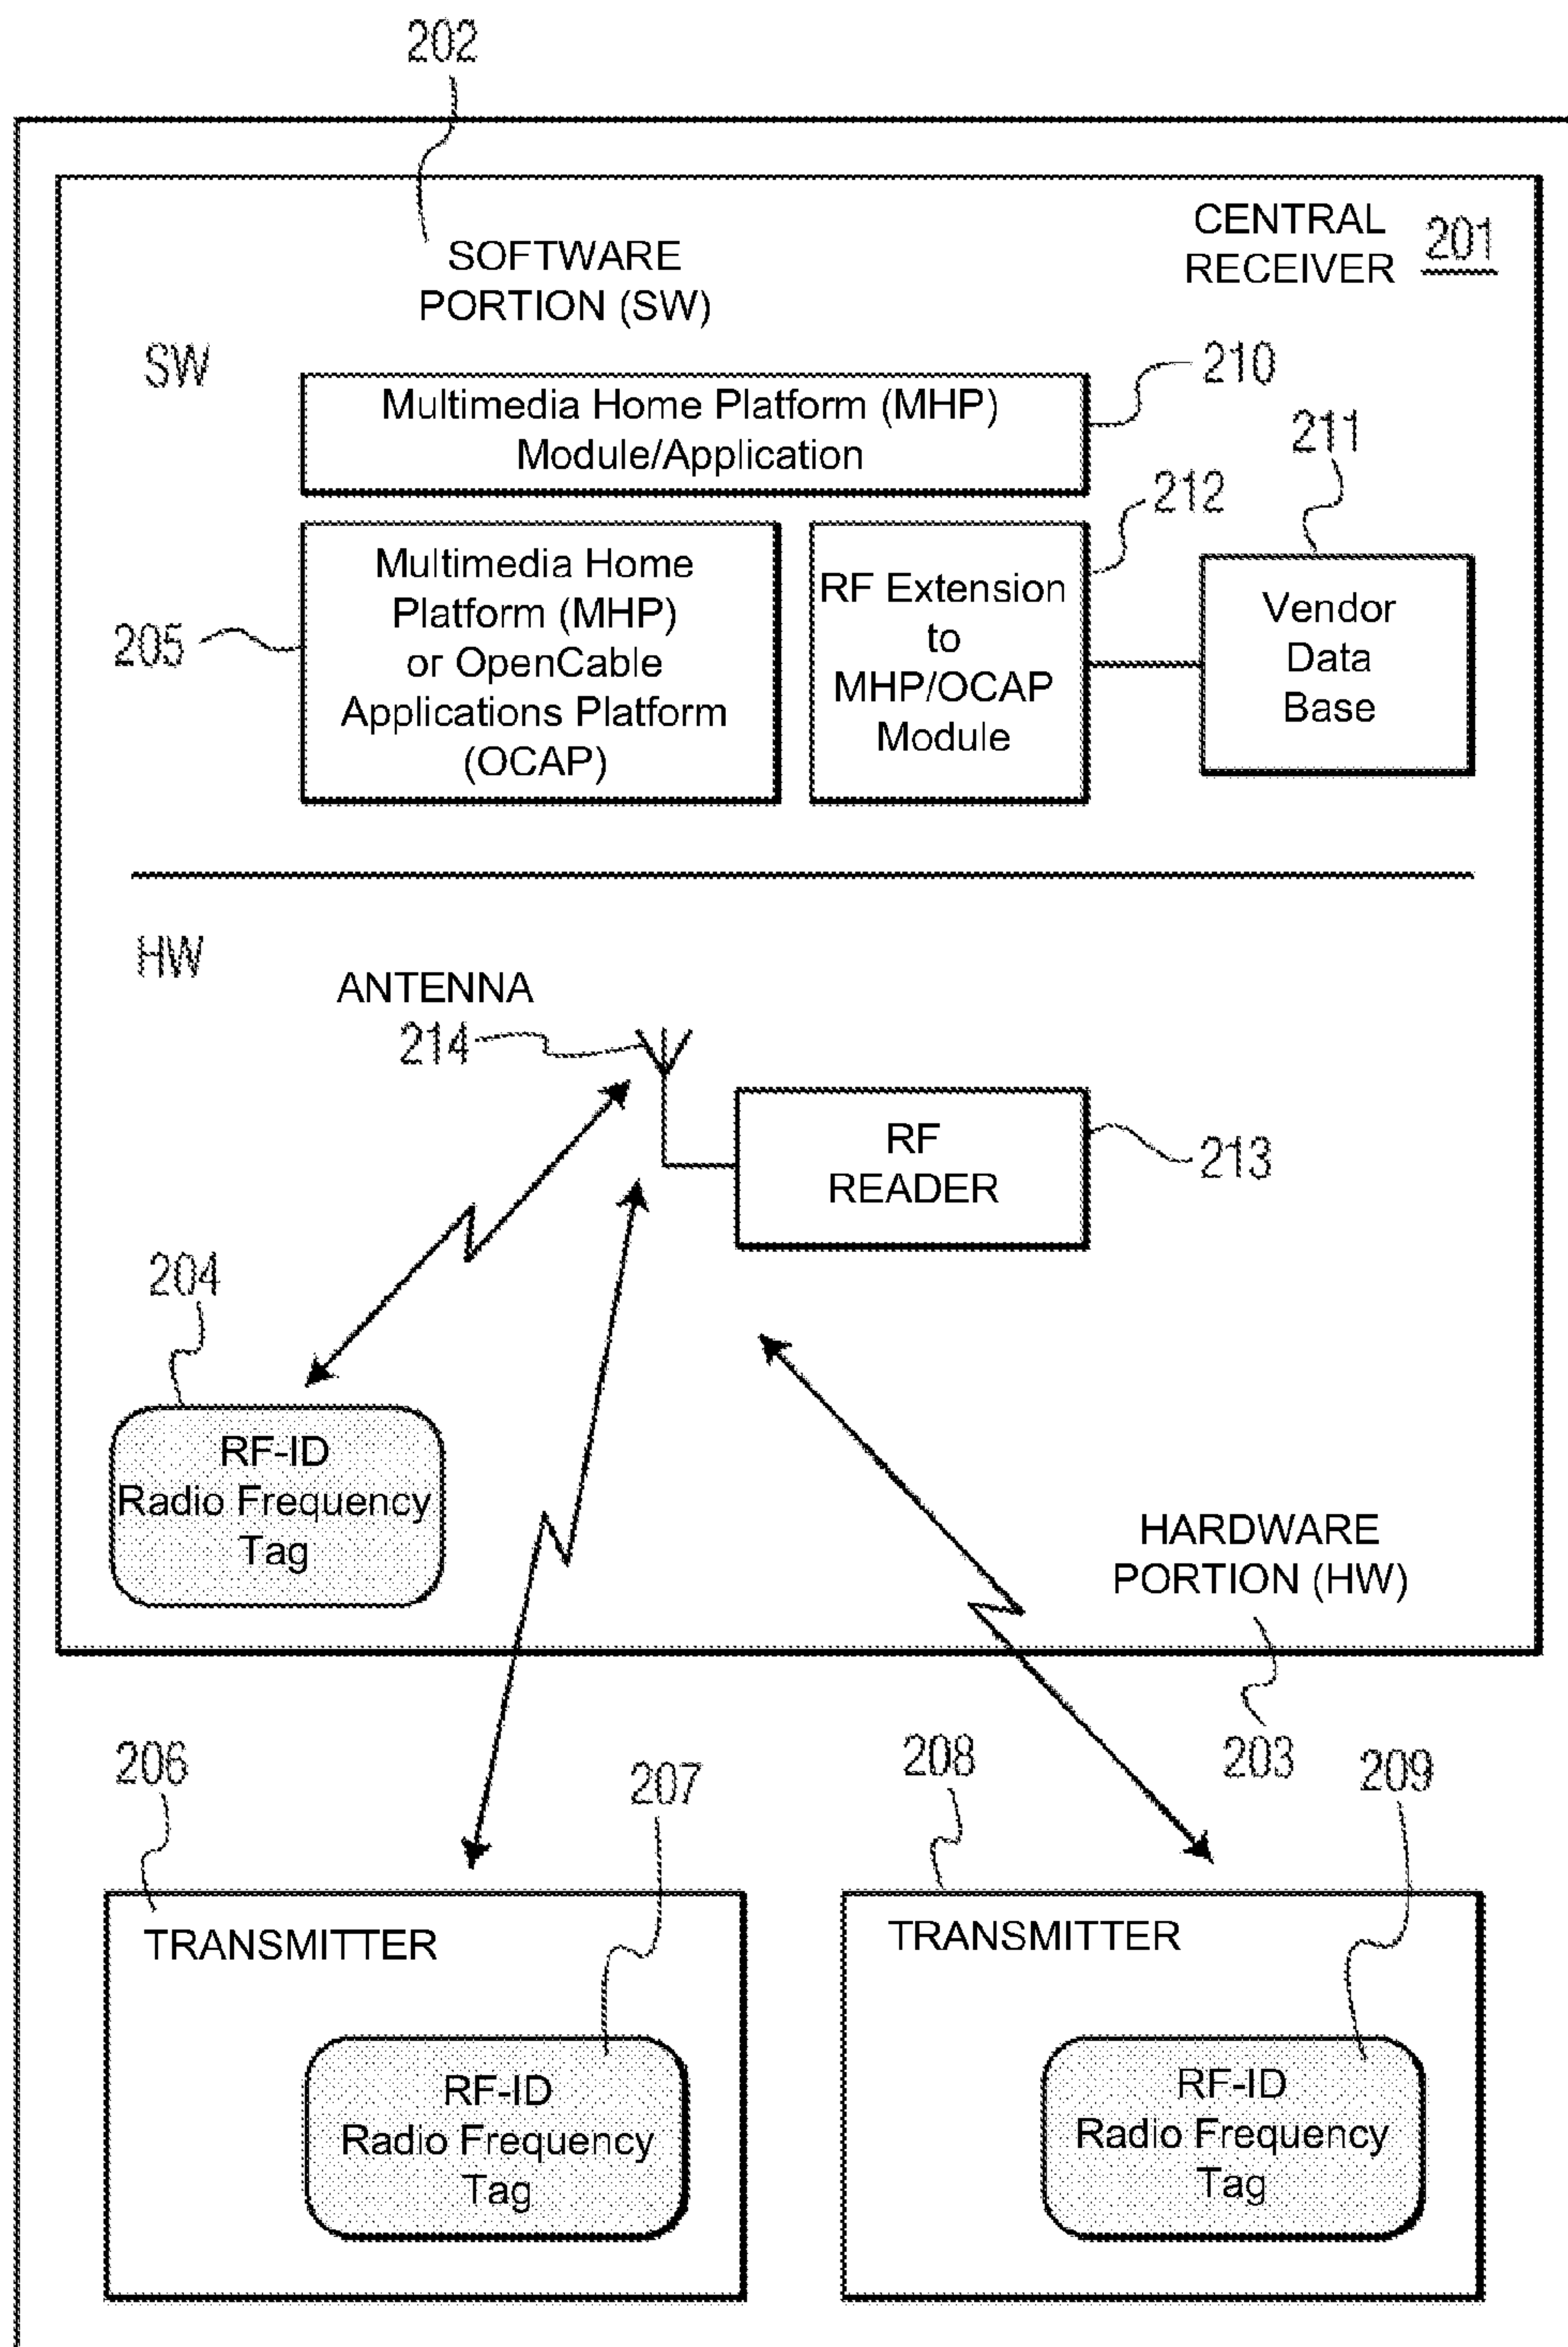 202
SOFTWARE
PORTION (SW)
CENTRAL
RECEIVER 201
SW
Multimedia Home Platform (MHP)
Module/Application
210
211
212
205
Multimedia Home
Platform (MHP)
or OpenCable
Applications Platform
(OCAP)
RF Extension
to
MHP/OCAP
Module
Vendor
Data
Base
HW
ANTENNA
214
RF
READER
213
204
RF-ID
Radio Frequency
Tag
HARDWARE
PORTION (HW)
203
206
207
208
209
TRANSMITTER
RF-ID
Radio Frequency
Tag
TRANSMITTER
RF-ID
Radio Frequency
Tag